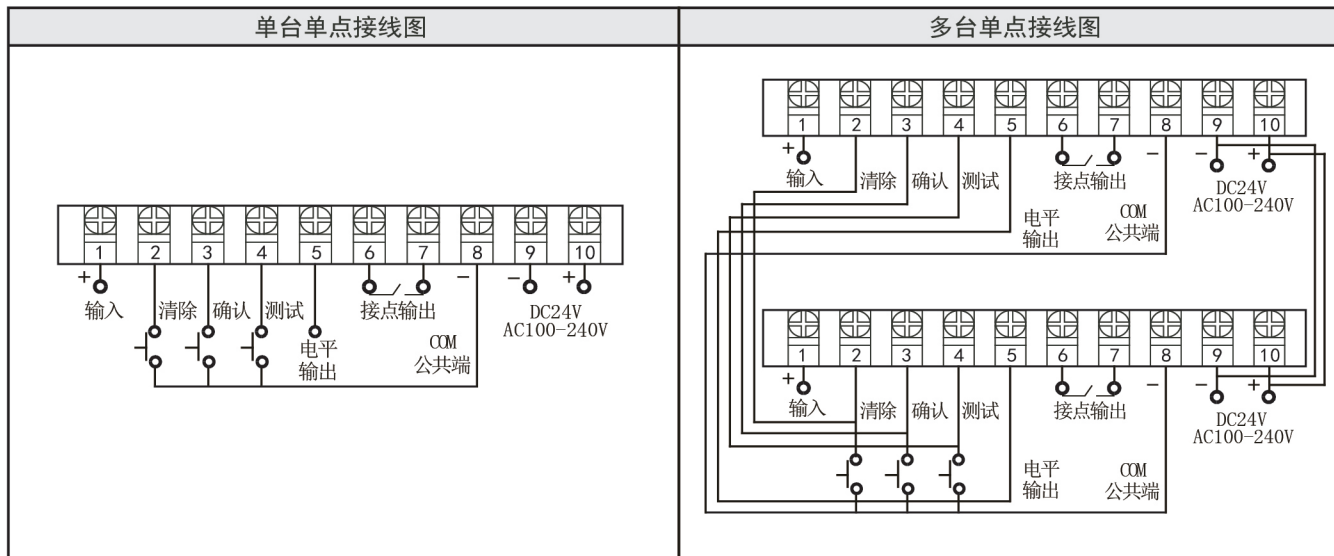 单台单点接线图
多台单点接线图
1 2 3 4 5 6 7 8 9 10
+ - - +
输入 清除 确认 测试 接点输出 DC24V
AC100-240V
电平 COM
输出 公共端
1 2 3 4 5 6 7 8 9 10
+ - - +
输入 清除 确认 测试 接点输出 DC24V
AC100-240V
电平 COM
输出 公共端
1 2 3 4 5 6 7 8 9 10
+ - - +
输入 清除 确认 测试 接点输出 DC24V
AC100-240V
电平 COM
输出 公共端